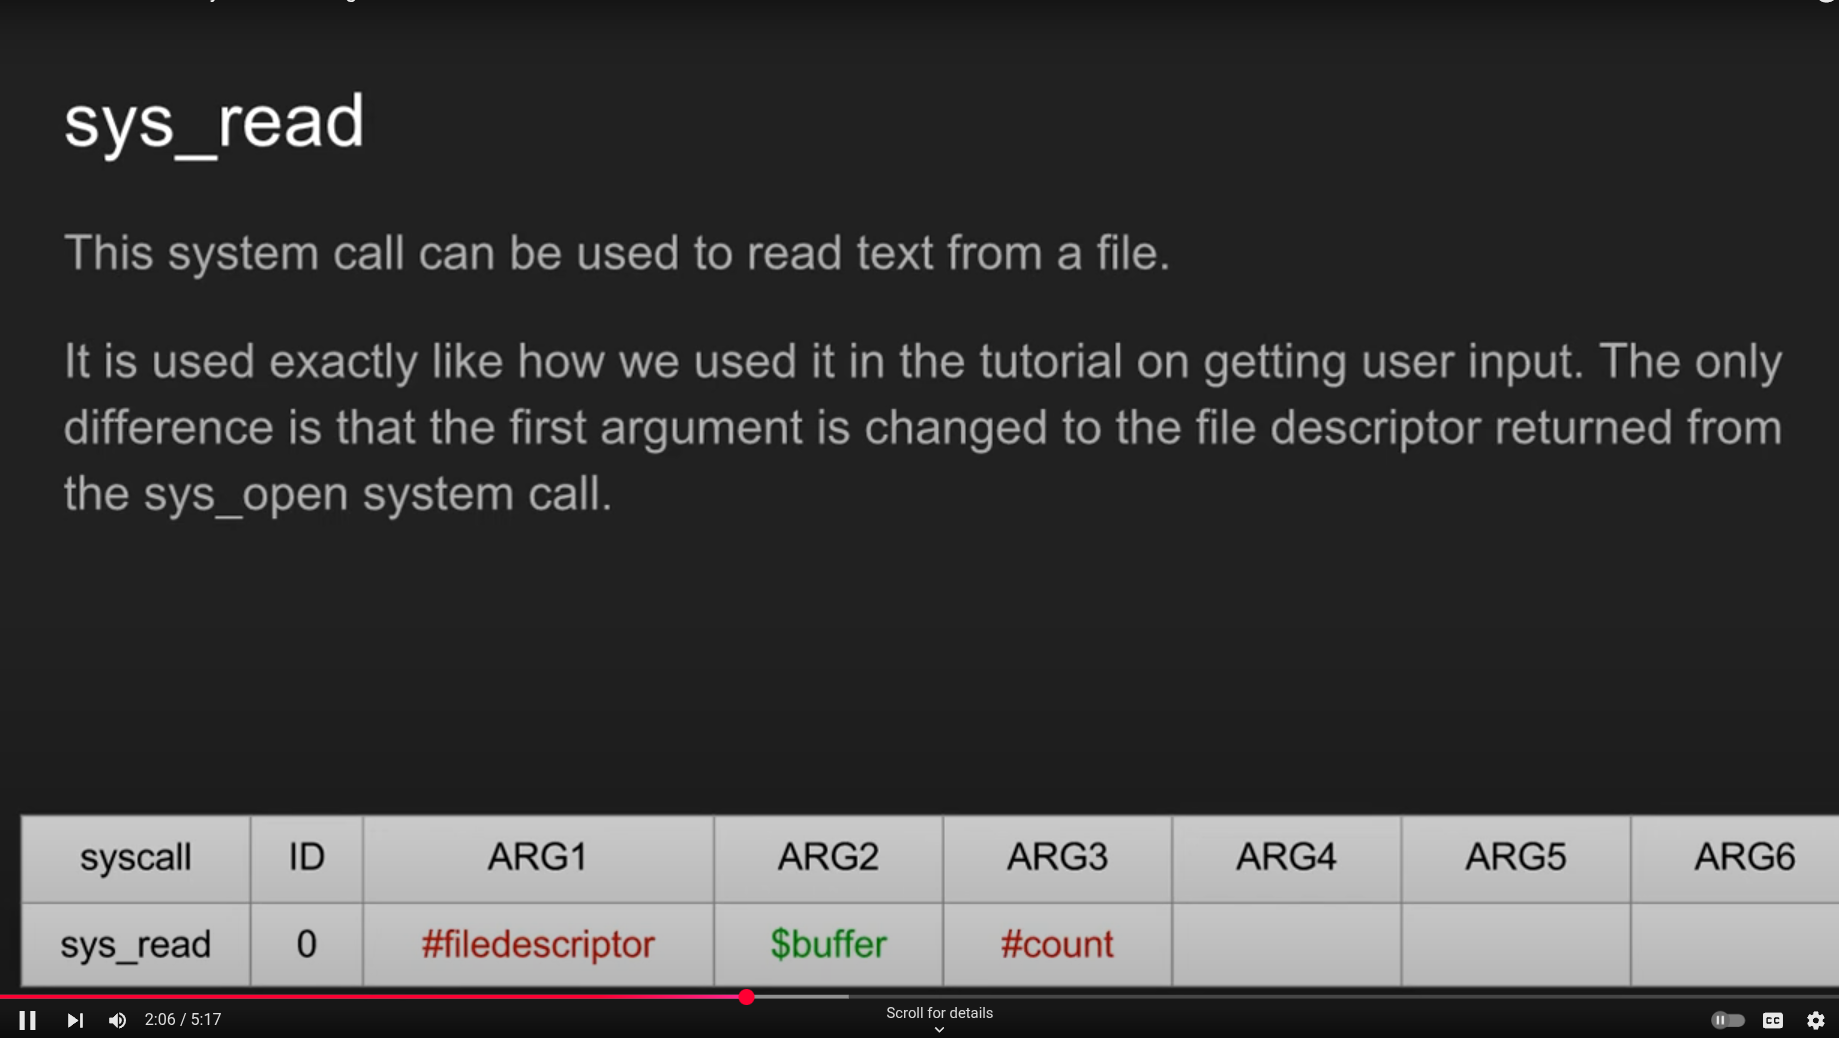 sys_read
This system call can be used to read text from a file.
It is used exactly like how we used it in the tutorial on getting user input. The only
difference is that the first argument is changed to the file descriptor returned from
the sys_open system call.
syscall ID ARG1 ARG2 ARG3 ARG4 ARG5 ARG6
sys_read 0 #filedescriptor $buffer #count
2:06 / 5:17
Scroll for details
CC